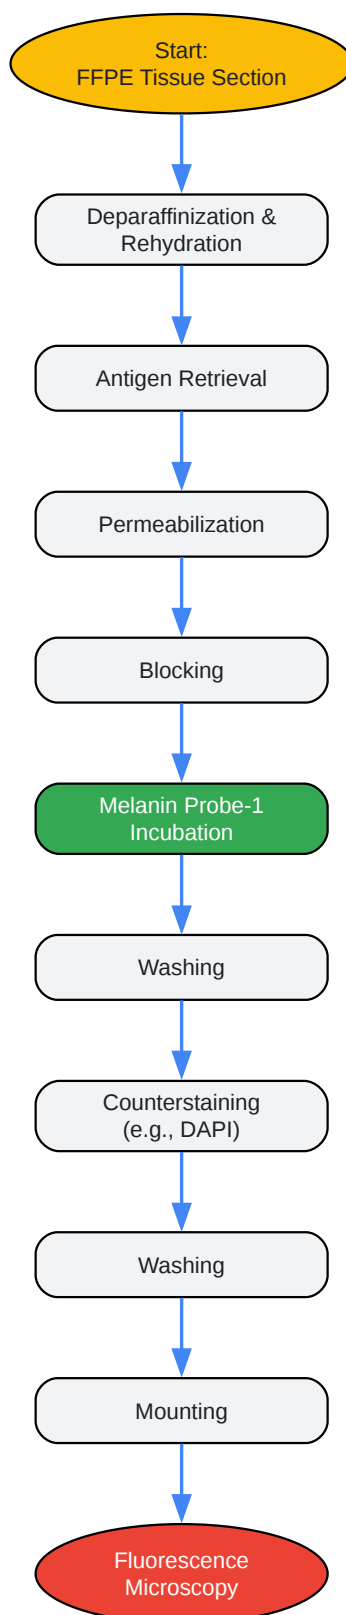 Start:
FFPE Tissue Section
Deparaffinization &
Rehydration
Antigen Retrieval
Permeabilization
Blocking
Melanin Probe-1
Incubation
Washing
Counterstaining
(e.g., DAPI)
Washing
Mounting
Fluorescence
Microscopy